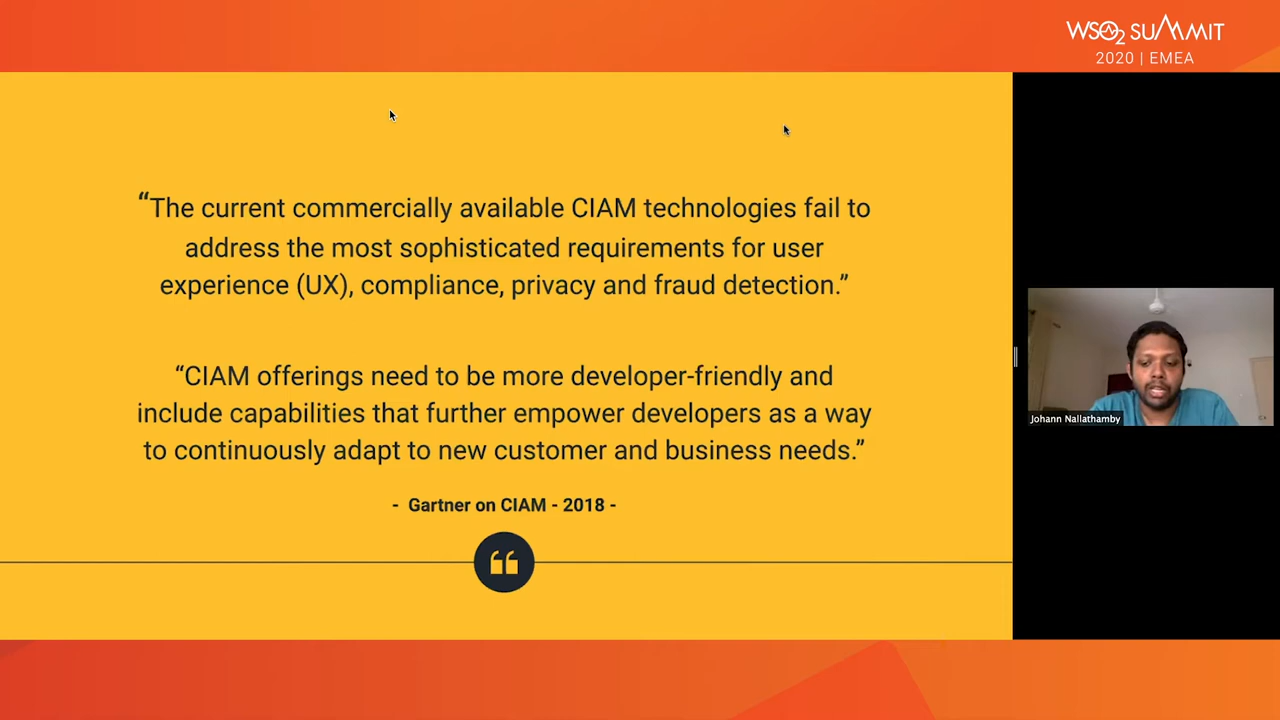 WSO2 SUMMIT
2020 | EMEA
“The current commercially available CIAM technologies fail to
address the most sophisticated requirements for user
experience (UX), compliance, privacy and fraud detection.”
“CIAM offerings need to be more developer-friendly and
include capabilities that further empower developers as a way
to continuously adapt to new customer and business needs.”
- Gartner on CIAM - 2018 -
Johann Nallathamby